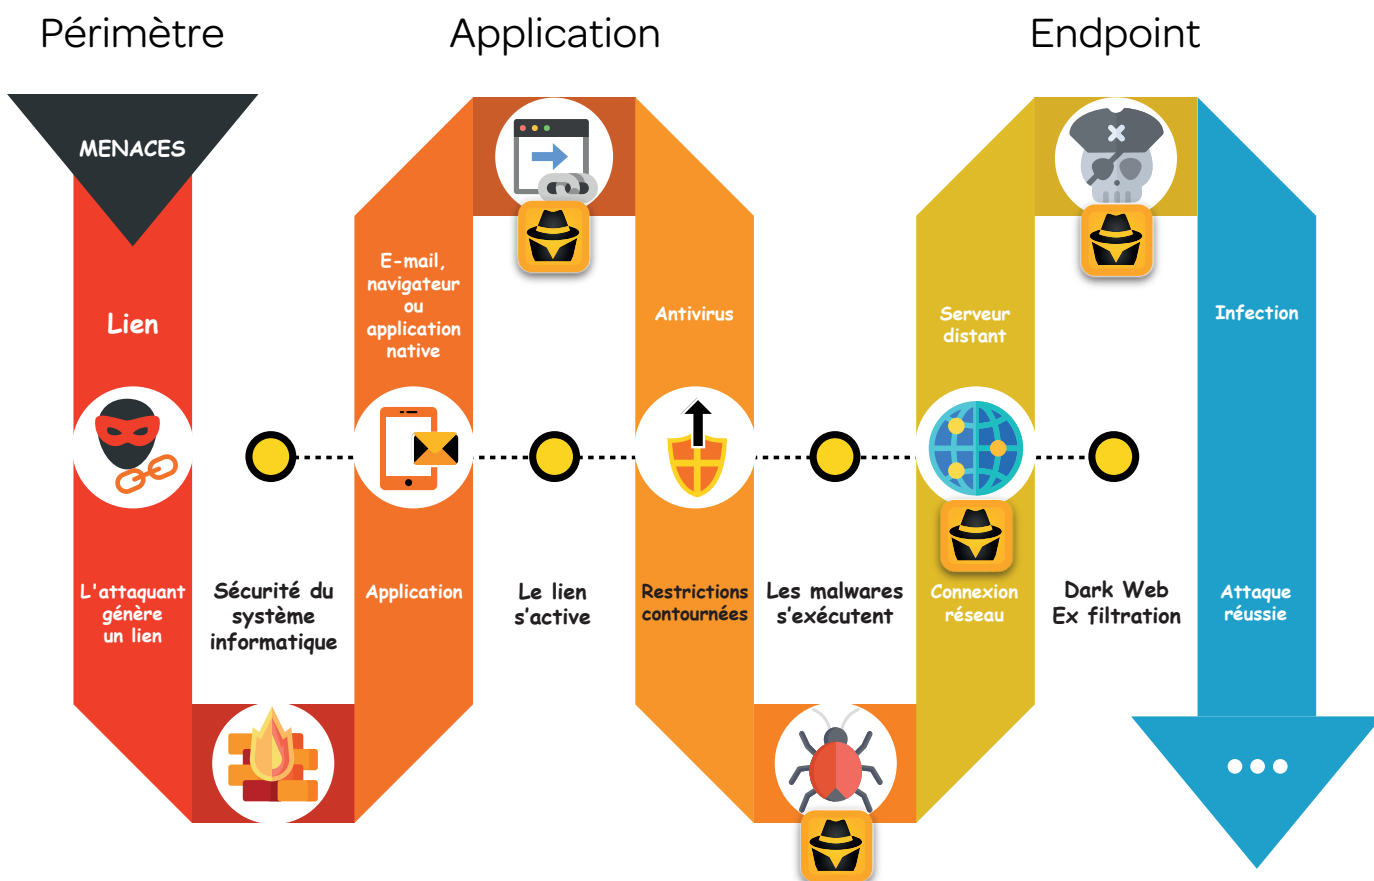 Périmètre
Application
Endpoint
MENACES
Lien
L'attaquant
génère
un lien
Sécurité du
système
informatique
E-mail,
navigateur
ou
application
native
Application
Le lien
s’active
Antivirus
Restrictions
contournées
Les malwares
s’exécutent
Serveur
distant
Connexion
réseau
Dark Web
Ex filtration
Infection
Attaque
réussie